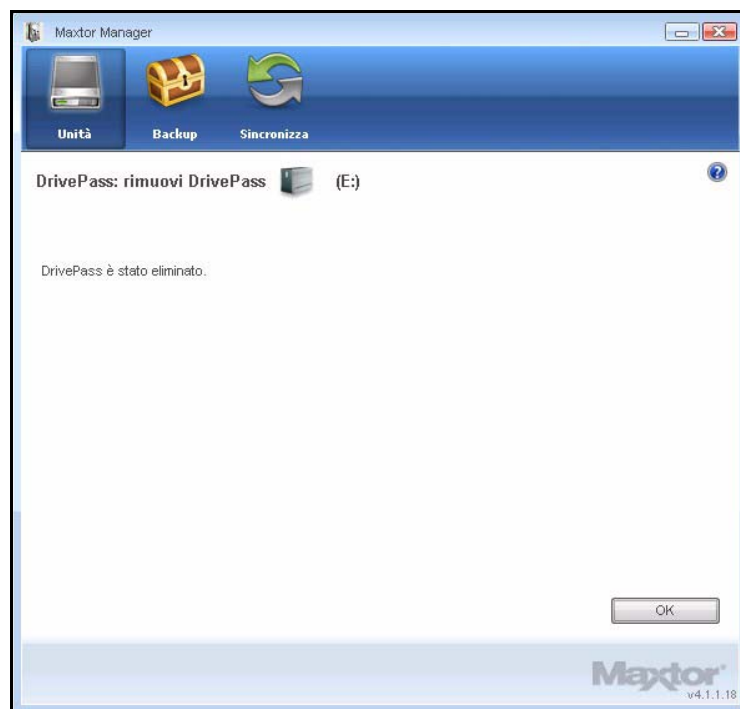 Maxtor Manager
Unità Backup Sincronizza
DrivePass: rimuovi DrivePass (E:)
?
DrivePass è stato eliminato.
OK
Maxtor
v4.1.1.18